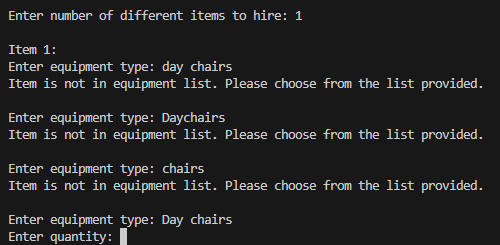 Enter number of different items to hire: 1
Item 1:
Enter equipment type: day chairs
Item is not in equipment list. Please choose from the list provided.
Enter equipment type: Daychairs
Item is not in equipment list. Please choose from the list provided.
Enter equipment type: chairs
Item is not in equipment list. Please choose from the list provided.
Enter equipment type: Day chairs
Enter quantity: